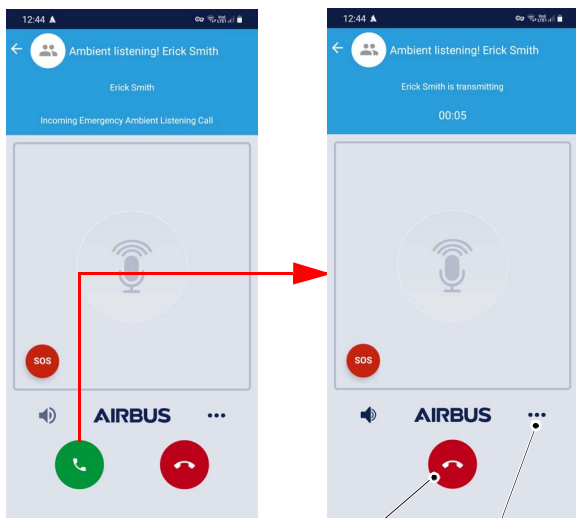 12:44
Ambient listening! Erick Smith
Erick Smith
Incoming Emergency Ambient Listening Call
SOS
AIRBUS
12:44
Ambient listening! Erick Smith
Erick Smith is transmitting
00:05
SOS
AIRBUS